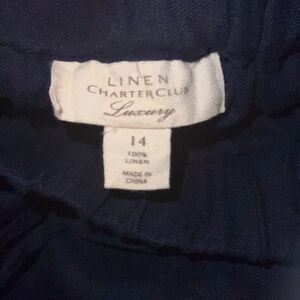 LINEN
CHARTER CLUB
Luxury
14
100%
LINEN
MADE IN
CHINA